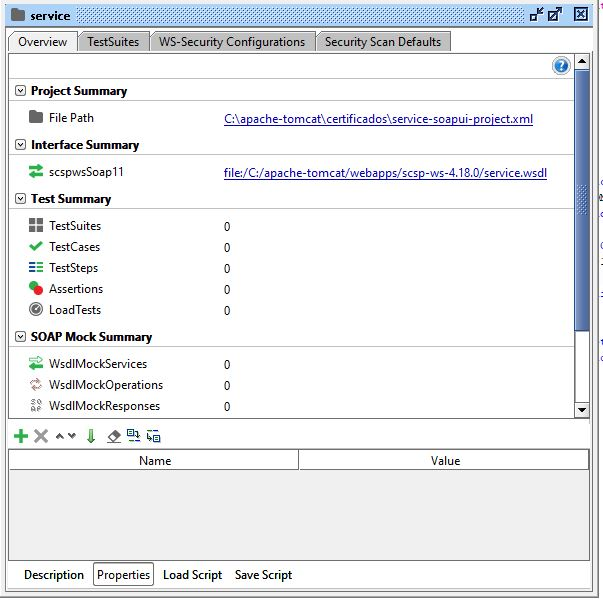 service
Overview TestSuites WS-Security Configurations Security Scan Defaults
?
Project Summary
File Path C:\apache-tomcat\certificados\service-soapui-project.xml
Interface Summary
scspwsSoap11 file:/C:/apache-tomcat/webapps/scsp-ws-4.18.0/service.wsdl
Test Summary
TestSuites 0
TestCases 0
TestSteps 0
Assertions 0
LoadTests 0
SOAP Mock Summary
WsdlMockServices 0
WsdlMockOperations 0
WsdlMockResponses 0
Name Value
Description Properties Load Script Save Script